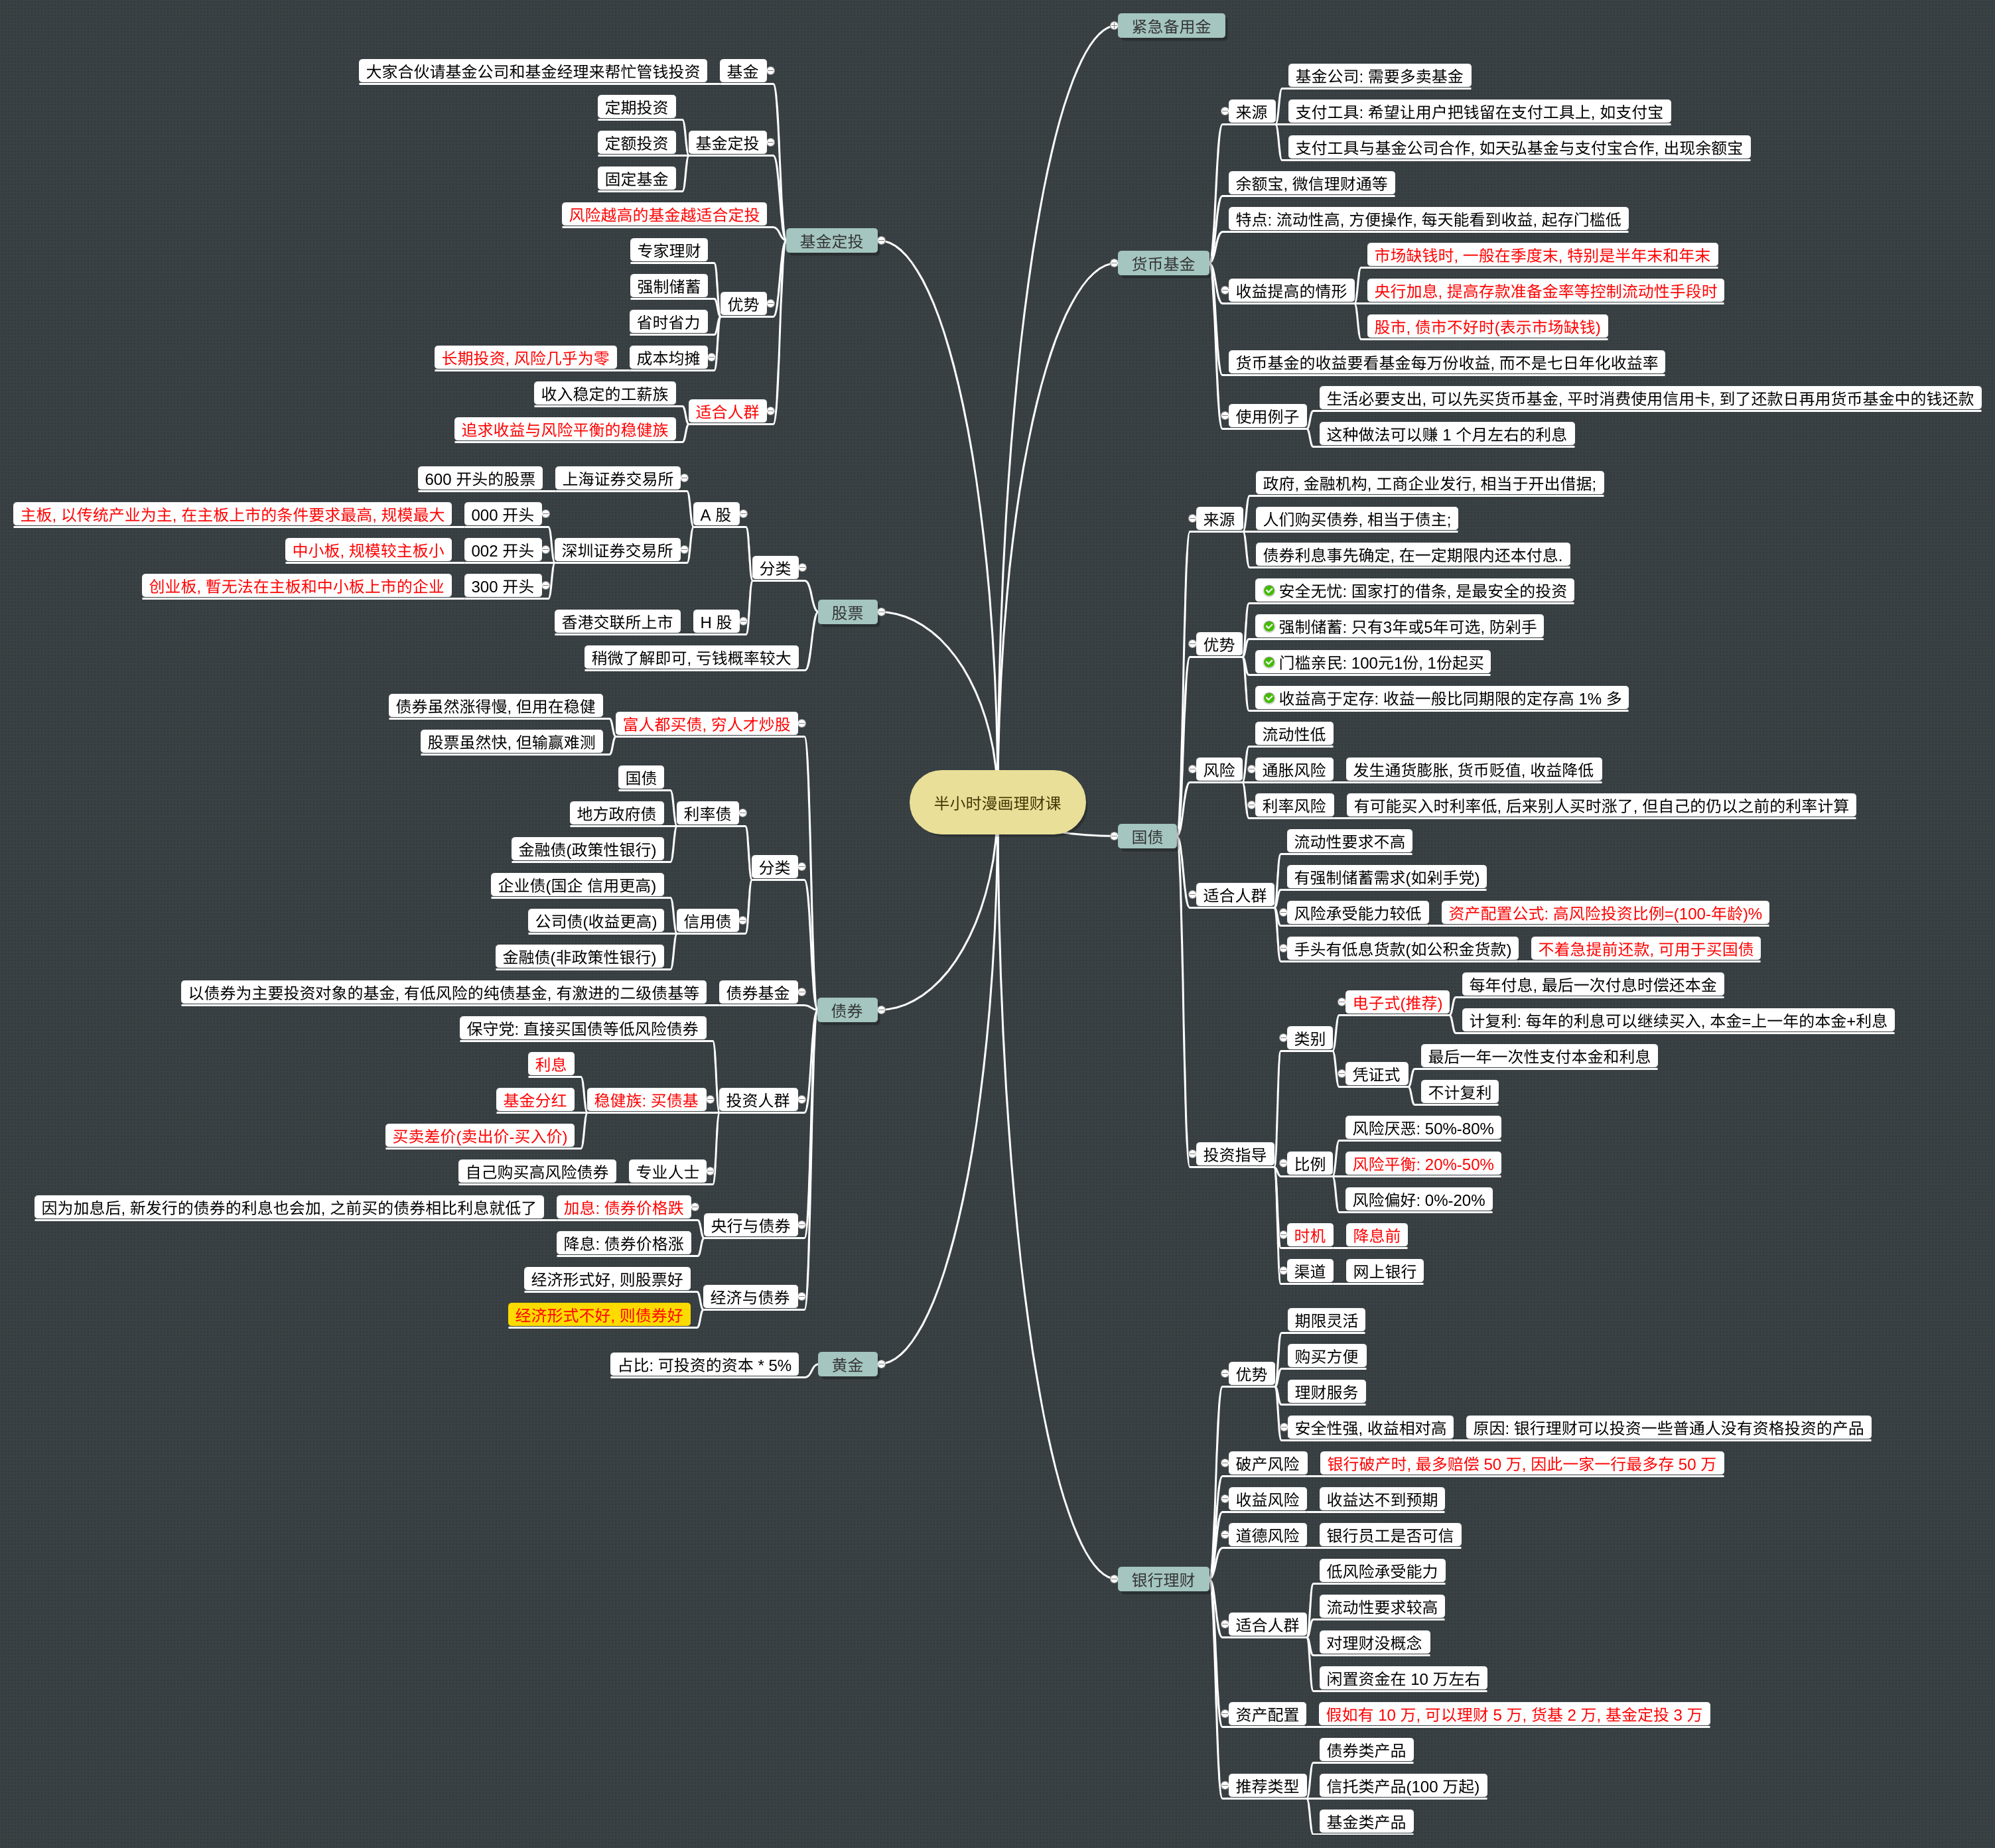 半小时漫画理财课
紧急备用金
货币基金
来源
基金公司: 需要多卖基金
支付工具: 希望让用户把钱留在支付工具上, 如支付宝
支付工具与基金公司合作, 如天弘基金与支付宝合作, 出现余额宝
余额宝, 微信理财通等
特点: 流动性高, 方便操作, 每天能看到收益, 起存门槛低
收益提高的情形
市场缺钱时, 一般在季度末, 特别是半年末和年末
央行加息, 提高存款准备金率等控制流动性手段时
股市, 债市不好时(表示市场缺钱)
货币基金的收益要看基金每万份收益, 而不是七日年化收益率
使用例子
生活必要支出, 可以先买货币基金, 平时消费使用信用卡, 到了还款日再用货币基金中的钱还款
这种做法可以赚 1 个月左右的利息
国债
来源
政府, 金融机构, 工商企业发行, 相当于开出借据;
人们购买债券, 相当于债主;
债券利息事先确定, 在一定期限内还本付息.
优势
安全无忧: 国家打的借条, 是最安全的投资
强制储蓄: 只有3年或5年可选, 防剁手
门槛亲民: 100元1份, 1份起买
收益高于定存: 收益一般比同期限的定存高 1% 多
风险
流动性低
通胀风险
发生通货膨胀, 货币贬值, 收益降低
利率风险
有可能买入时利率低, 后来别人买时涨了, 但自己的仍以之前的利率计算
适合人群
流动性要求不高
有强制储蓄需求(如剁手党)
风险承受能力较低
资产配置公式: 高风险投资比例=(100-年龄)%
手头有低息货款(如公积金货款)
不着急提前还款, 可用于买国债
投资指导
类别
电子式(推荐)
每年付息, 最后一次付息时偿还本金
计复利: 每年的利息可以继续买入, 本金=上一年的本金+利息
凭证式
最后一年一次性支付本金和利息
不计复利
比例
风险厌恶: 50%-80%
风险平衡: 20%-50%
风险偏好: 0%-20%
时机
降息前
渠道
网上银行
银行理财
优势
期限灵活
购买方便
理财服务
安全性强, 收益相对高
原因: 银行理财可以投资一些普通人没有资格投资的产品
破产风险
银行破产时, 最多赔偿 50 万, 因此一家一行最多存 50 万
收益风险
收益达不到预期
道德风险
银行员工是否可信
适合人群
低风险承受能力
流动性要求较高
对理财没概念
闲置资金在 10 万左右
资产配置
假如有 10 万, 可以理财 5 万, 货基 2 万, 基金定投 3 万
推荐类型
债券类产品
信托类产品(100 万起)
基金类产品
基金定投
基金
大家合伙请基金公司和基金经理来帮忙管钱投资
基金定投
定期投资
定额投资
固定基金
风险越高的基金越适合定投
优势
专家理财
强制储蓄
省时省力
成本均摊
长期投资, 风险几乎为零
适合人群
收入稳定的工薪族
追求收益与风险平衡的稳健族
股票
分类
A 股
上海证券交易所
600 开头的股票
深圳证券交易所
000 开头
主板, 以传统产业为主, 在主板上市的条件要求最高, 规模最大
002 开头
中小板, 规模较主板小
300 开头
创业板, 暂无法在主板和中小板上市的企业
H 股
香港交联所上市
稍微了解即可, 亏钱概率较大
债券
富人都买债, 穷人才炒股
债券虽然涨得慢, 但用在稳健
股票虽然快, 但输赢难测
分类
利率债
国债
地方政府债
金融债(政策性银行)
信用债
企业债(国企 信用更高)
公司债(收益更高)
金融债(非政策性银行)
债券基金
以债券为主要投资对象的基金, 有低风险的纯债基金, 有激进的二级债基等
投资人群
保守党: 直接买国债等低风险债券
稳健族: 买债基
利息
基金分红
买卖差价(卖出价-买入价)
专业人士
自己购买高风险债券
央行与债券
加息: 债券价格跌
因为加息后, 新发行的债券的利息也会加, 之前买的债券相比利息就低了
降息: 债券价格涨
经济与债券
经济形式好, 则股票好
经济形式不好, 则债券好
黄金
占比: 可投资的资本 * 5%